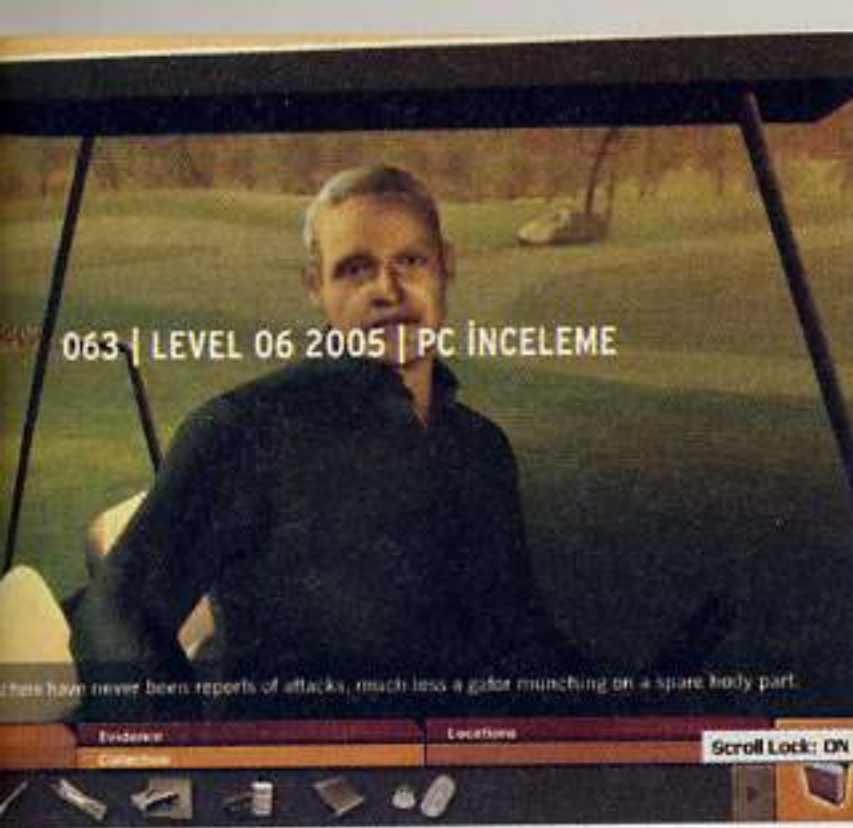 063 | LEVEL 06 2005 | PC İNCELEME
have never been reports of attacks, much less a gator munching on a spare body part.
Evidence
Locations
Collection
Scroll Lock: ON